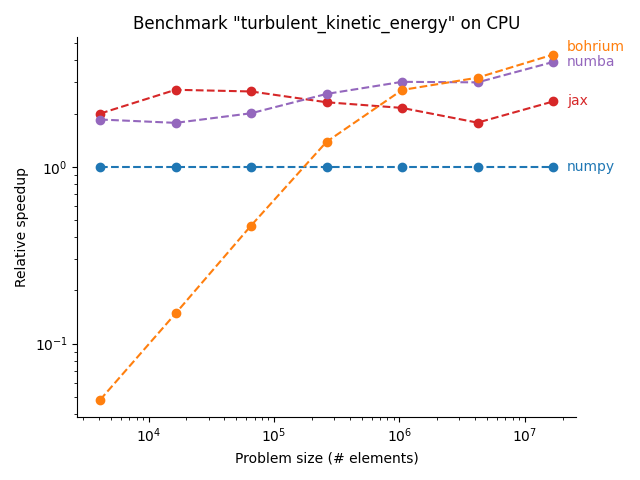 Benchmark "turbulent_kinetic_energy" on CPU
Relative speedup
10⁰
10⁻¹
bohrium
numba
jax
numpy
10⁴
10⁵
10⁶
10⁷
Problem size (# elements)